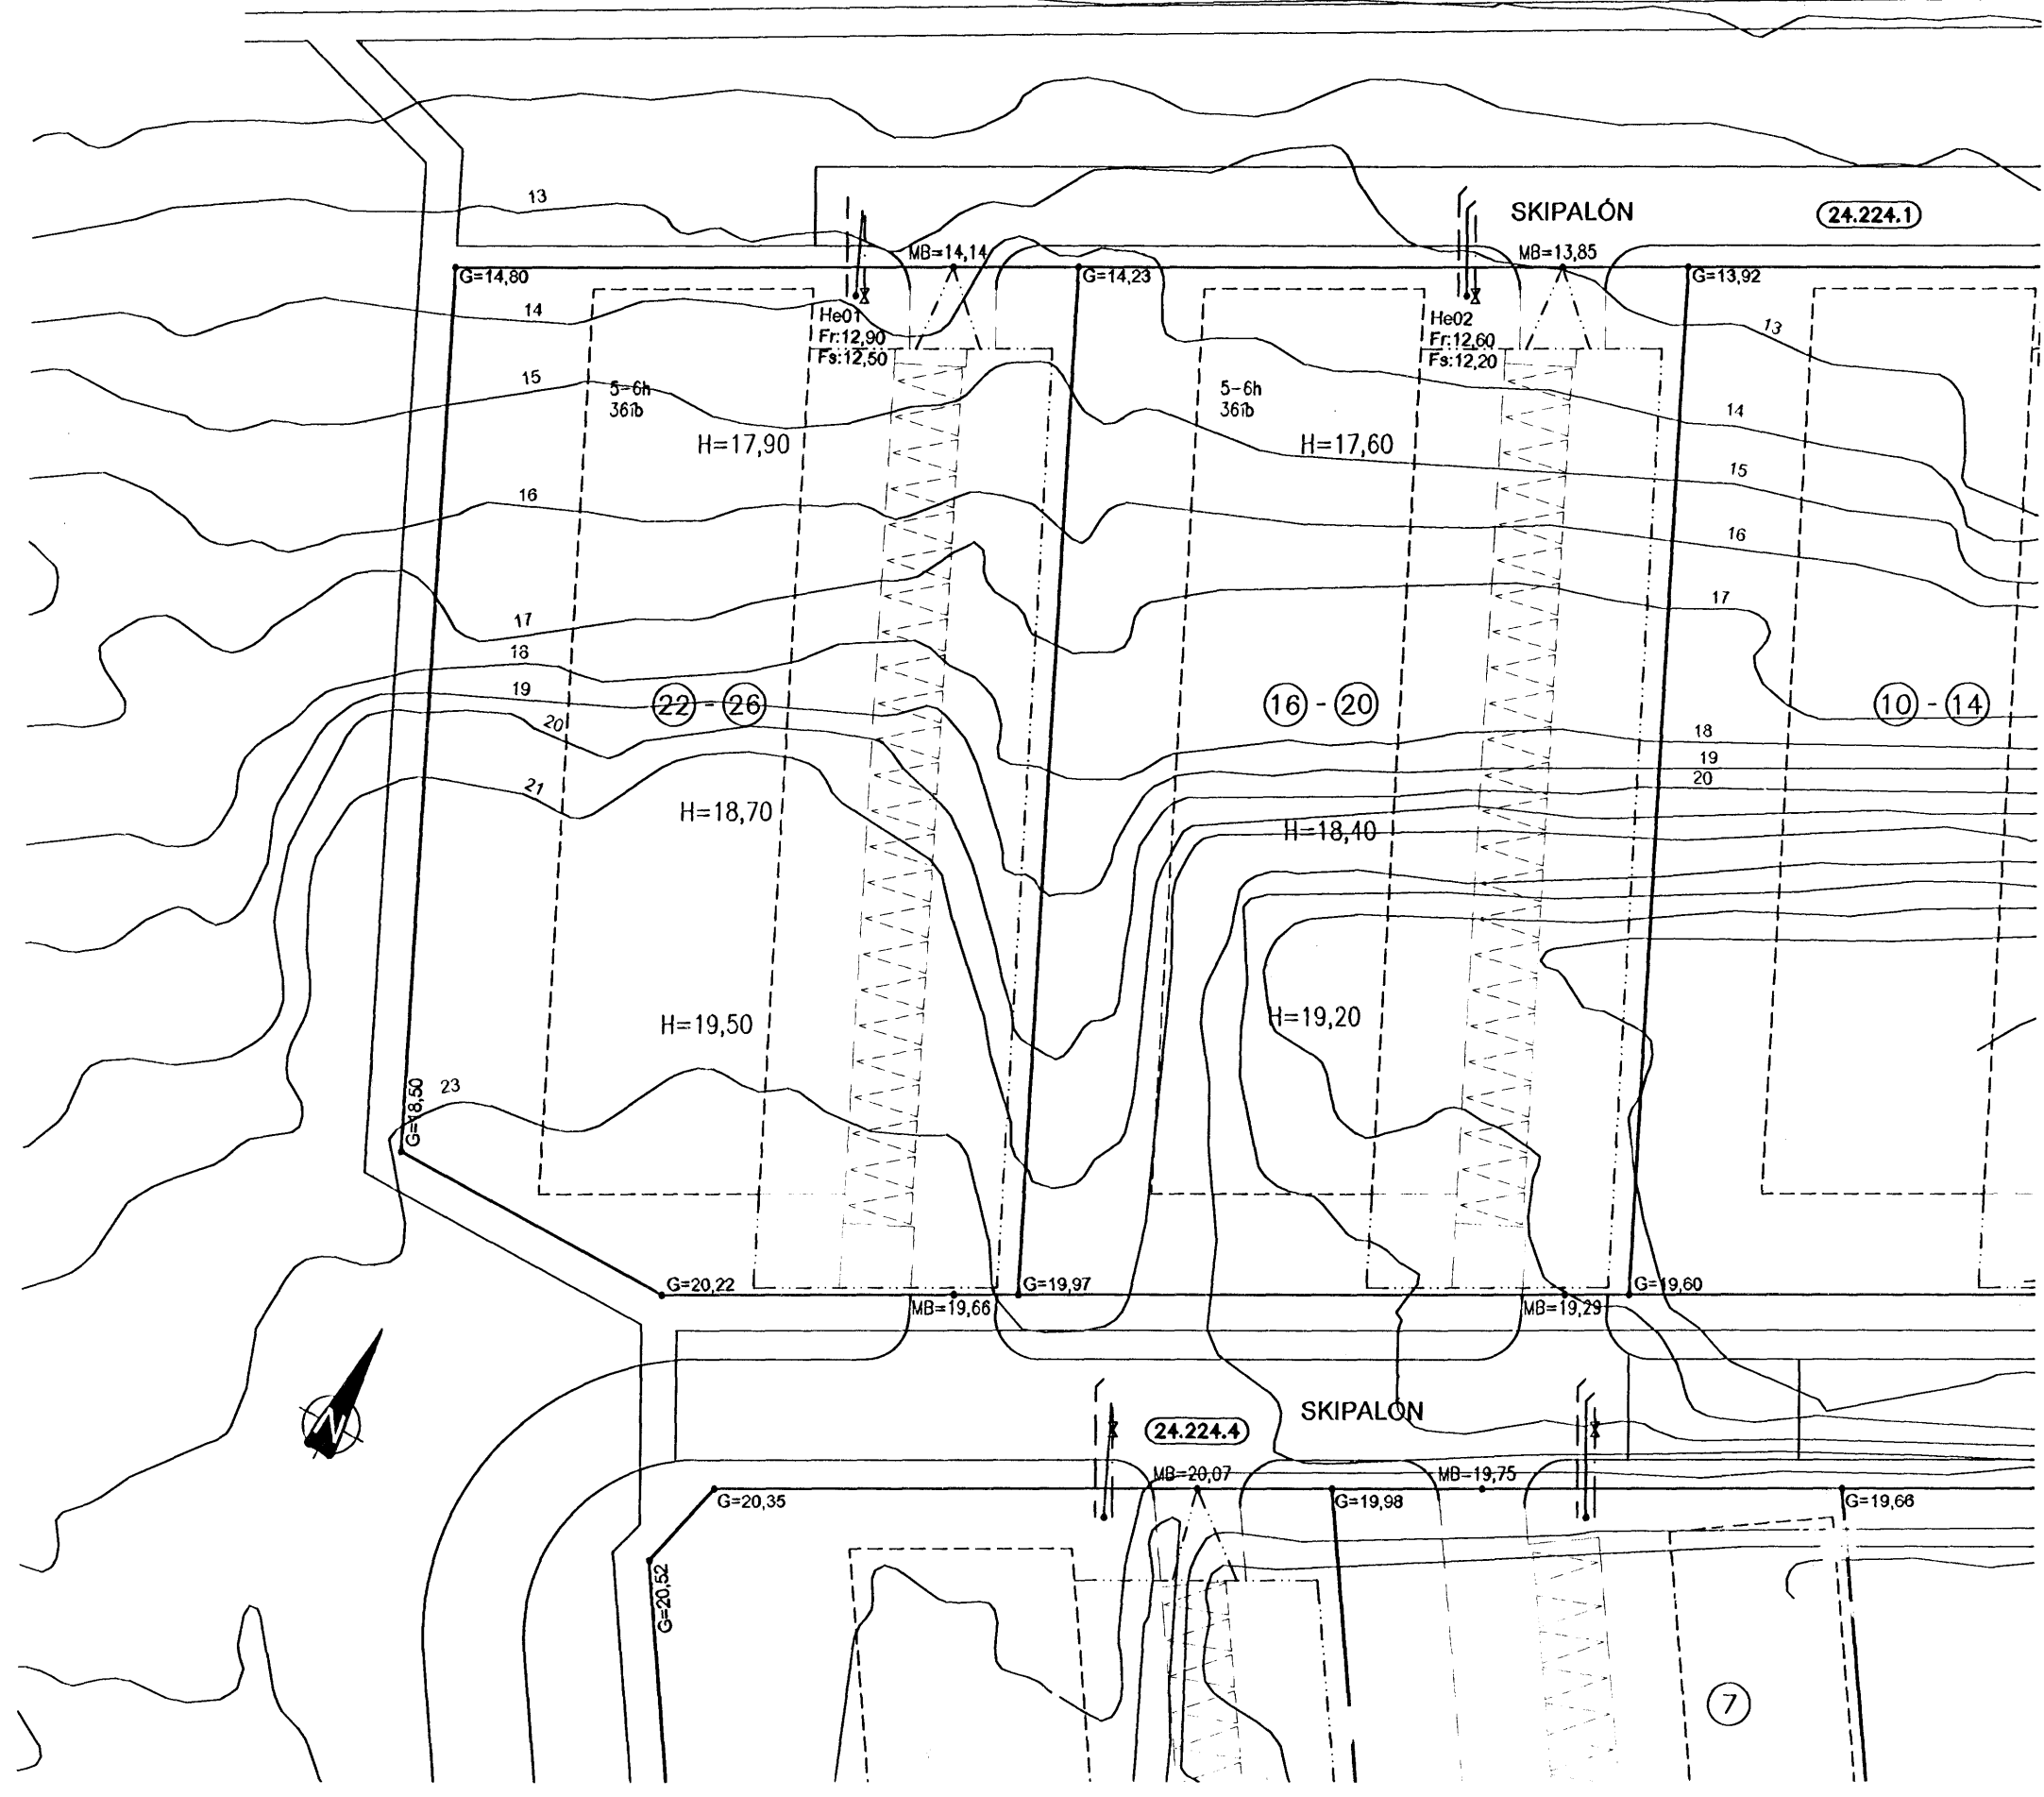 13
SKIPALÓN
24.224.1
MB=14,14
MB=13,85
G=14,80
G=14,23
G=13,92
14
He01
Fr:12,90
Fs:12,50
He02
Fr:12,60
Fs:12,20
13
15
5-6h
36íb
5-6h
36íb
14
H=17,90
H=17,60
15
16
16
17
17
18
19
22 - 26
16 - 20
10 - 14
20
18
19
20
21
H=18,70
H=18,40
H=19,50
H=19,20
G=18,50
23
G=20,22
G=19,97
G=19,60
MB=19,66
MB=19,29
SKIPALÓN
N
24.224.4
MB=20,07
MB=19,75
G=20,35
G=19,98
G=19,66
G=20,52
7